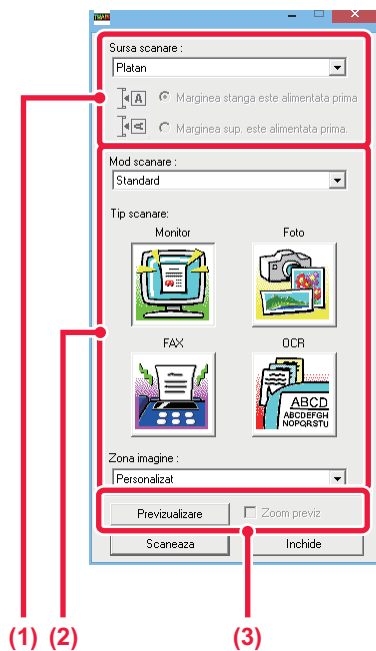 TWAIN
Sursa scanare :
Platan
A Marginea stanga este alimentata prima
A Marginea sup. este alimentata prima.
Mod scanare :
Standard
Tip scanare:
Monitor Foto
FAX OCR
ABCD
ABCDEFGH
NOPQRSTU
Zona imagine :
Personalizat
Previzualizare Zoom previz
Scaneaza Inchide
(1) (2) (3)